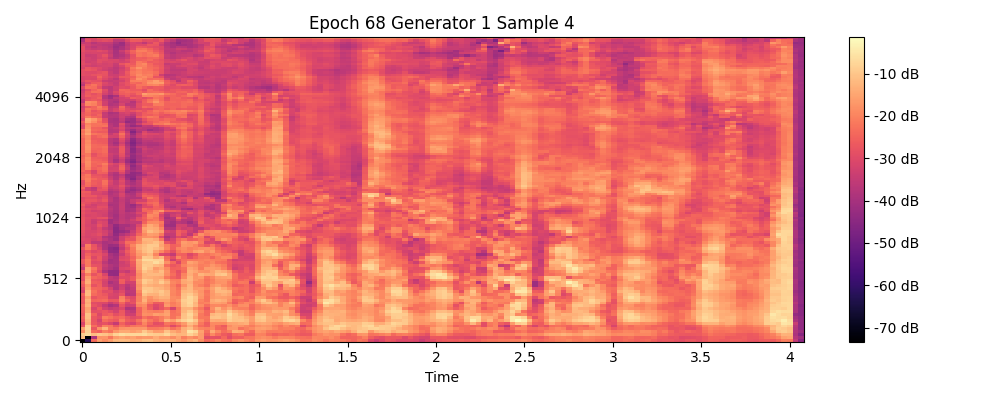 Epoch 68 Generator 1 Sample 4
Hz
4096
2048
1024
512
0
0 0.5 1 1.5 2 2.5 3 3.5 4
Time
-10 dB
-20 dB
-30 dB
-40 dB
-50 dB
-60 dB
-70 dB